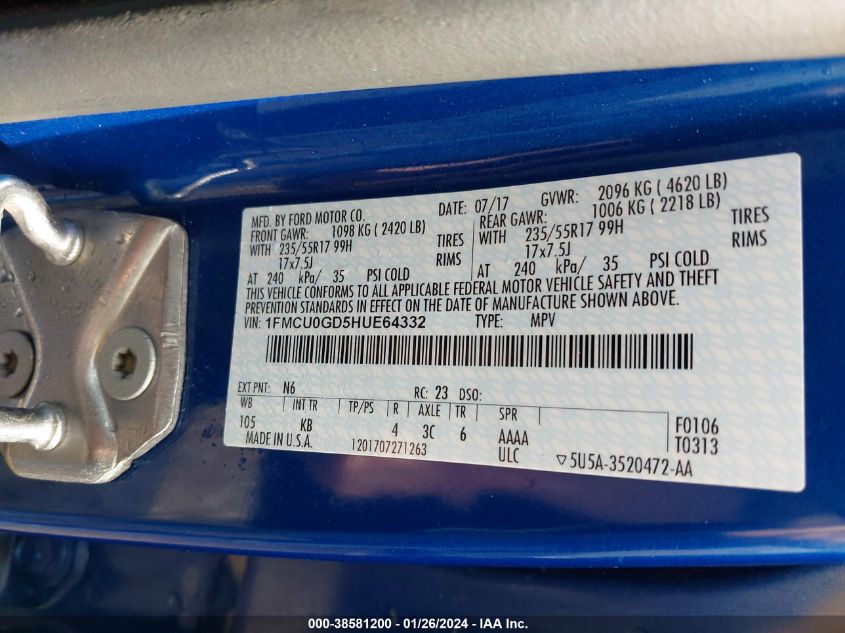 MFD. BY FORD MOTOR CO. DATE: 07/17 GVWR: 2096 KG ( 4620 LB)
FRONT GAWR: 1098 KG ( 2420 LB) REAR GAWR: 1006 KG ( 2218 LB)
WITH 235/55R17 99H TIRES WITH 235/55R17 99H TIRES
17x7.5J RIMS 17x7.5J RIMS
AT 240 kPa/ 35 PSI COLD AT 240 kPa/ 35 PSI COLD
THIS VEHICLE CONFORMS TO ALL APPLICABLE FEDERAL MOTOR VEHICLE SAFETY AND THEFT
PREVENTION STANDARDS IN EFFECT ON THE DATE OF MANUFACTURE SHOWN ABOVE.
VIN: 1FMCU0GD5HUE64332 TYPE: MPV
EXT PNT: N6 RC: 23 DSO:
WB INT TR TP/PS R AXLE TR SPR F0106
105 KB 4 3C 6 AAAA T0313
MADE IN U.S.A. 1201707271263 ULC ▽5U5A-3520472-AA
000-38581200 - 01/26/2024 - IAA Inc.